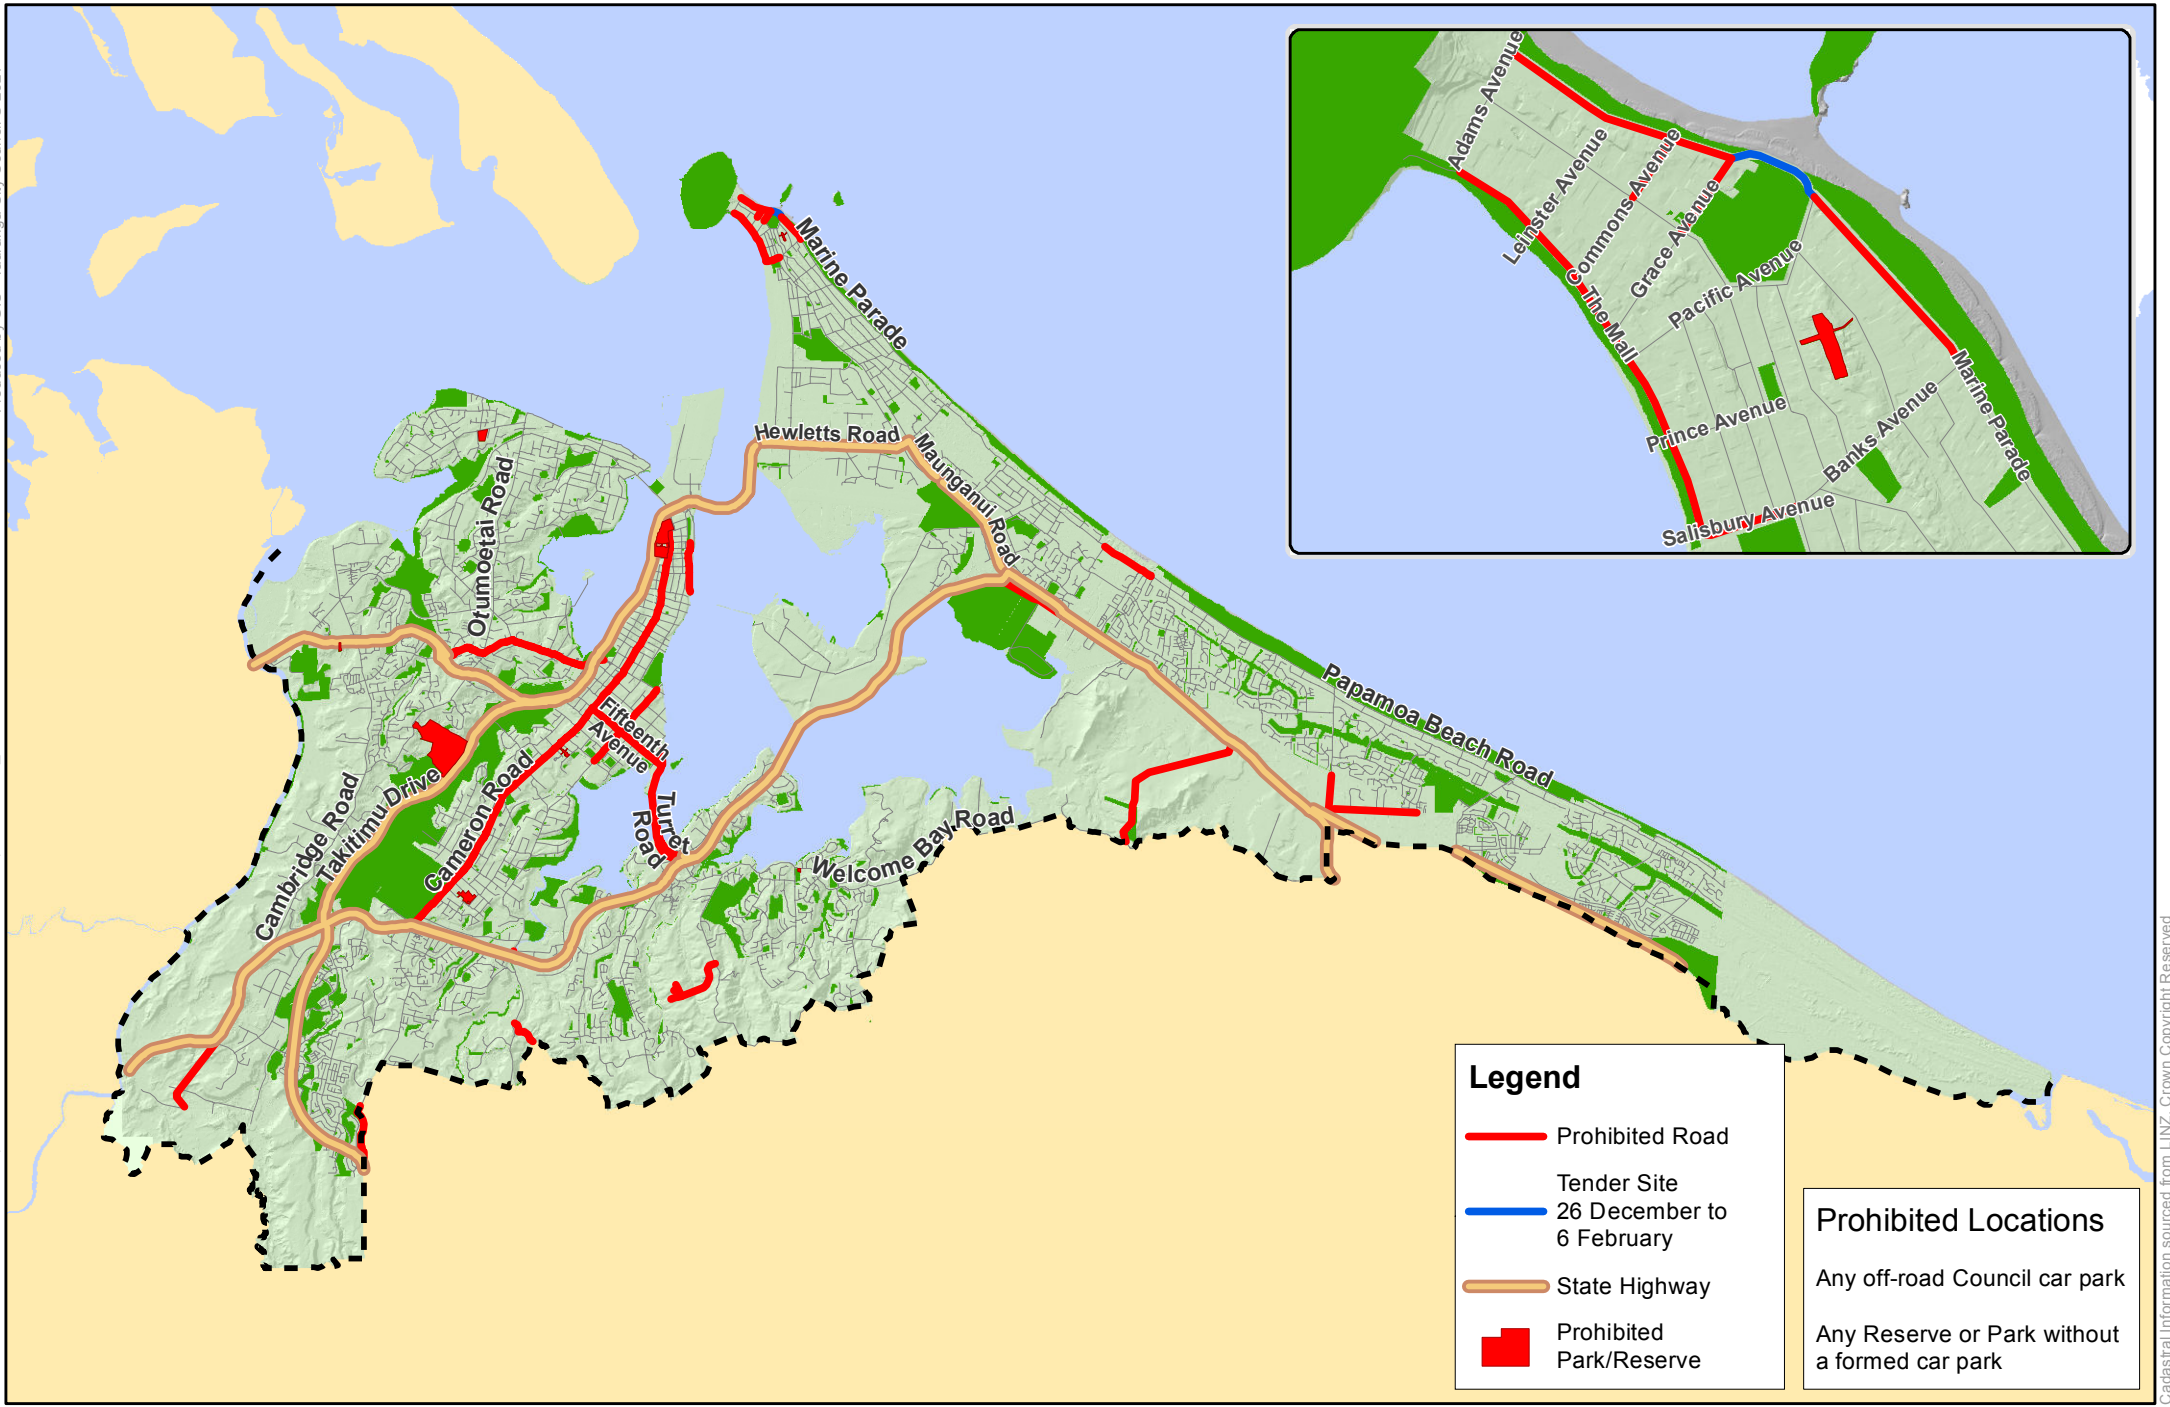 Marine Parade
Hewletts Road
Maunganui Road
Otumoetai Road
Papamoa Beach Road
Fifteenth
Avenue
Turret
Road
Cameron Road
Takitimu Drive
Cambridge Road
Welcome Bay Road
Adams Avenue
Leinster Avenue
Commons Avenue
Grace Avenue
The Mall
Pacific Avenue
Prince Avenue
Banks Avenue
Marine Parade
Salisbury Avenue
Legend
Prohibited Road
Tender Site
26 December to
6 February
State Highway
Prohibited
Park/Reserve
Prohibited Locations
Any off-road Council car park
Any Reserve or Park without
a formed car park
Cadastral Information sourced from LINZ. Crown Copyright Reserved